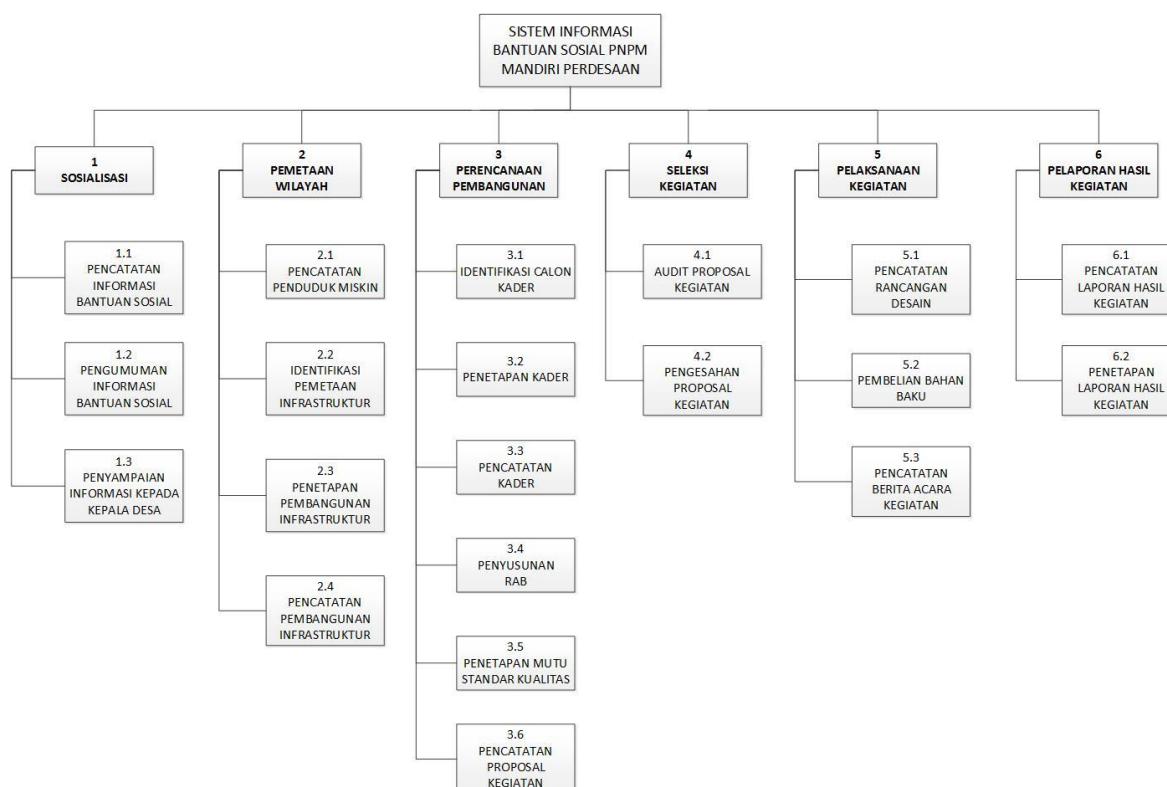 SISTEM INFORMASI
BANTUAN SOSIAL PNPM
MANDIRI PERDESAAN
1
SOSIALISASI
1.1
PENCATATAN
INFORMASI
BANTUAN SOSIAL
1.2
PENGUMUMAN
INFORMASI
BANTUAN SOSIAL
1.3
PENYAMPAIAN
INFORMASI KEPADA
KEPALA DESA
2
PEMETAAN
WILAYAH
2.1
PENCATATAN
PENDUDUK MISKIN
2.2
IDENTIFIKASI
PEMETAAN
INFRASTRUKTUR
2.3
PENETAPAN
PEMBANGUNAN
INFRASTRUKTUR
2.4
PENCATATAN
PEMBANGUNAN
INFRASTRUKTUR
3
PERENCANAAN
PEMBANGUNAN
3.1
IDENTIFIKASI CALON
KADER
3.2
PENETAPAN KADER
3.3
PENCATATAN
KADER
3.4
PENYUSUNAN
RAB
3.5
PENETAPAN MUTU
STANDAR KUALITAS
3.6
PENCATATAN
PROPOSAL
KEGIATAN
4
SELEKSI
KEGIATAN
4.1
AUDIT PROPOSAL
KEGIATAN
4.2
PENGESAHAN
PROPOSAL
KEGIATAN
5
PELAKSANAAN
KEGIATAN
5.1
PENCATATAN
RANCANGAN
DESAIN
5.2
PEMBELIAN BAHAN
BAKU
5.3
PENCATATAN
BERITA ACARA
KEGIATAN
6
PELAPORAN HASIL
KEGIATAN
6.1
PENCATATAN
LAPORAN HASIL
KEGIATAN
6.2
PENETAPAN
LAPORAN HASIL
KEGIATAN